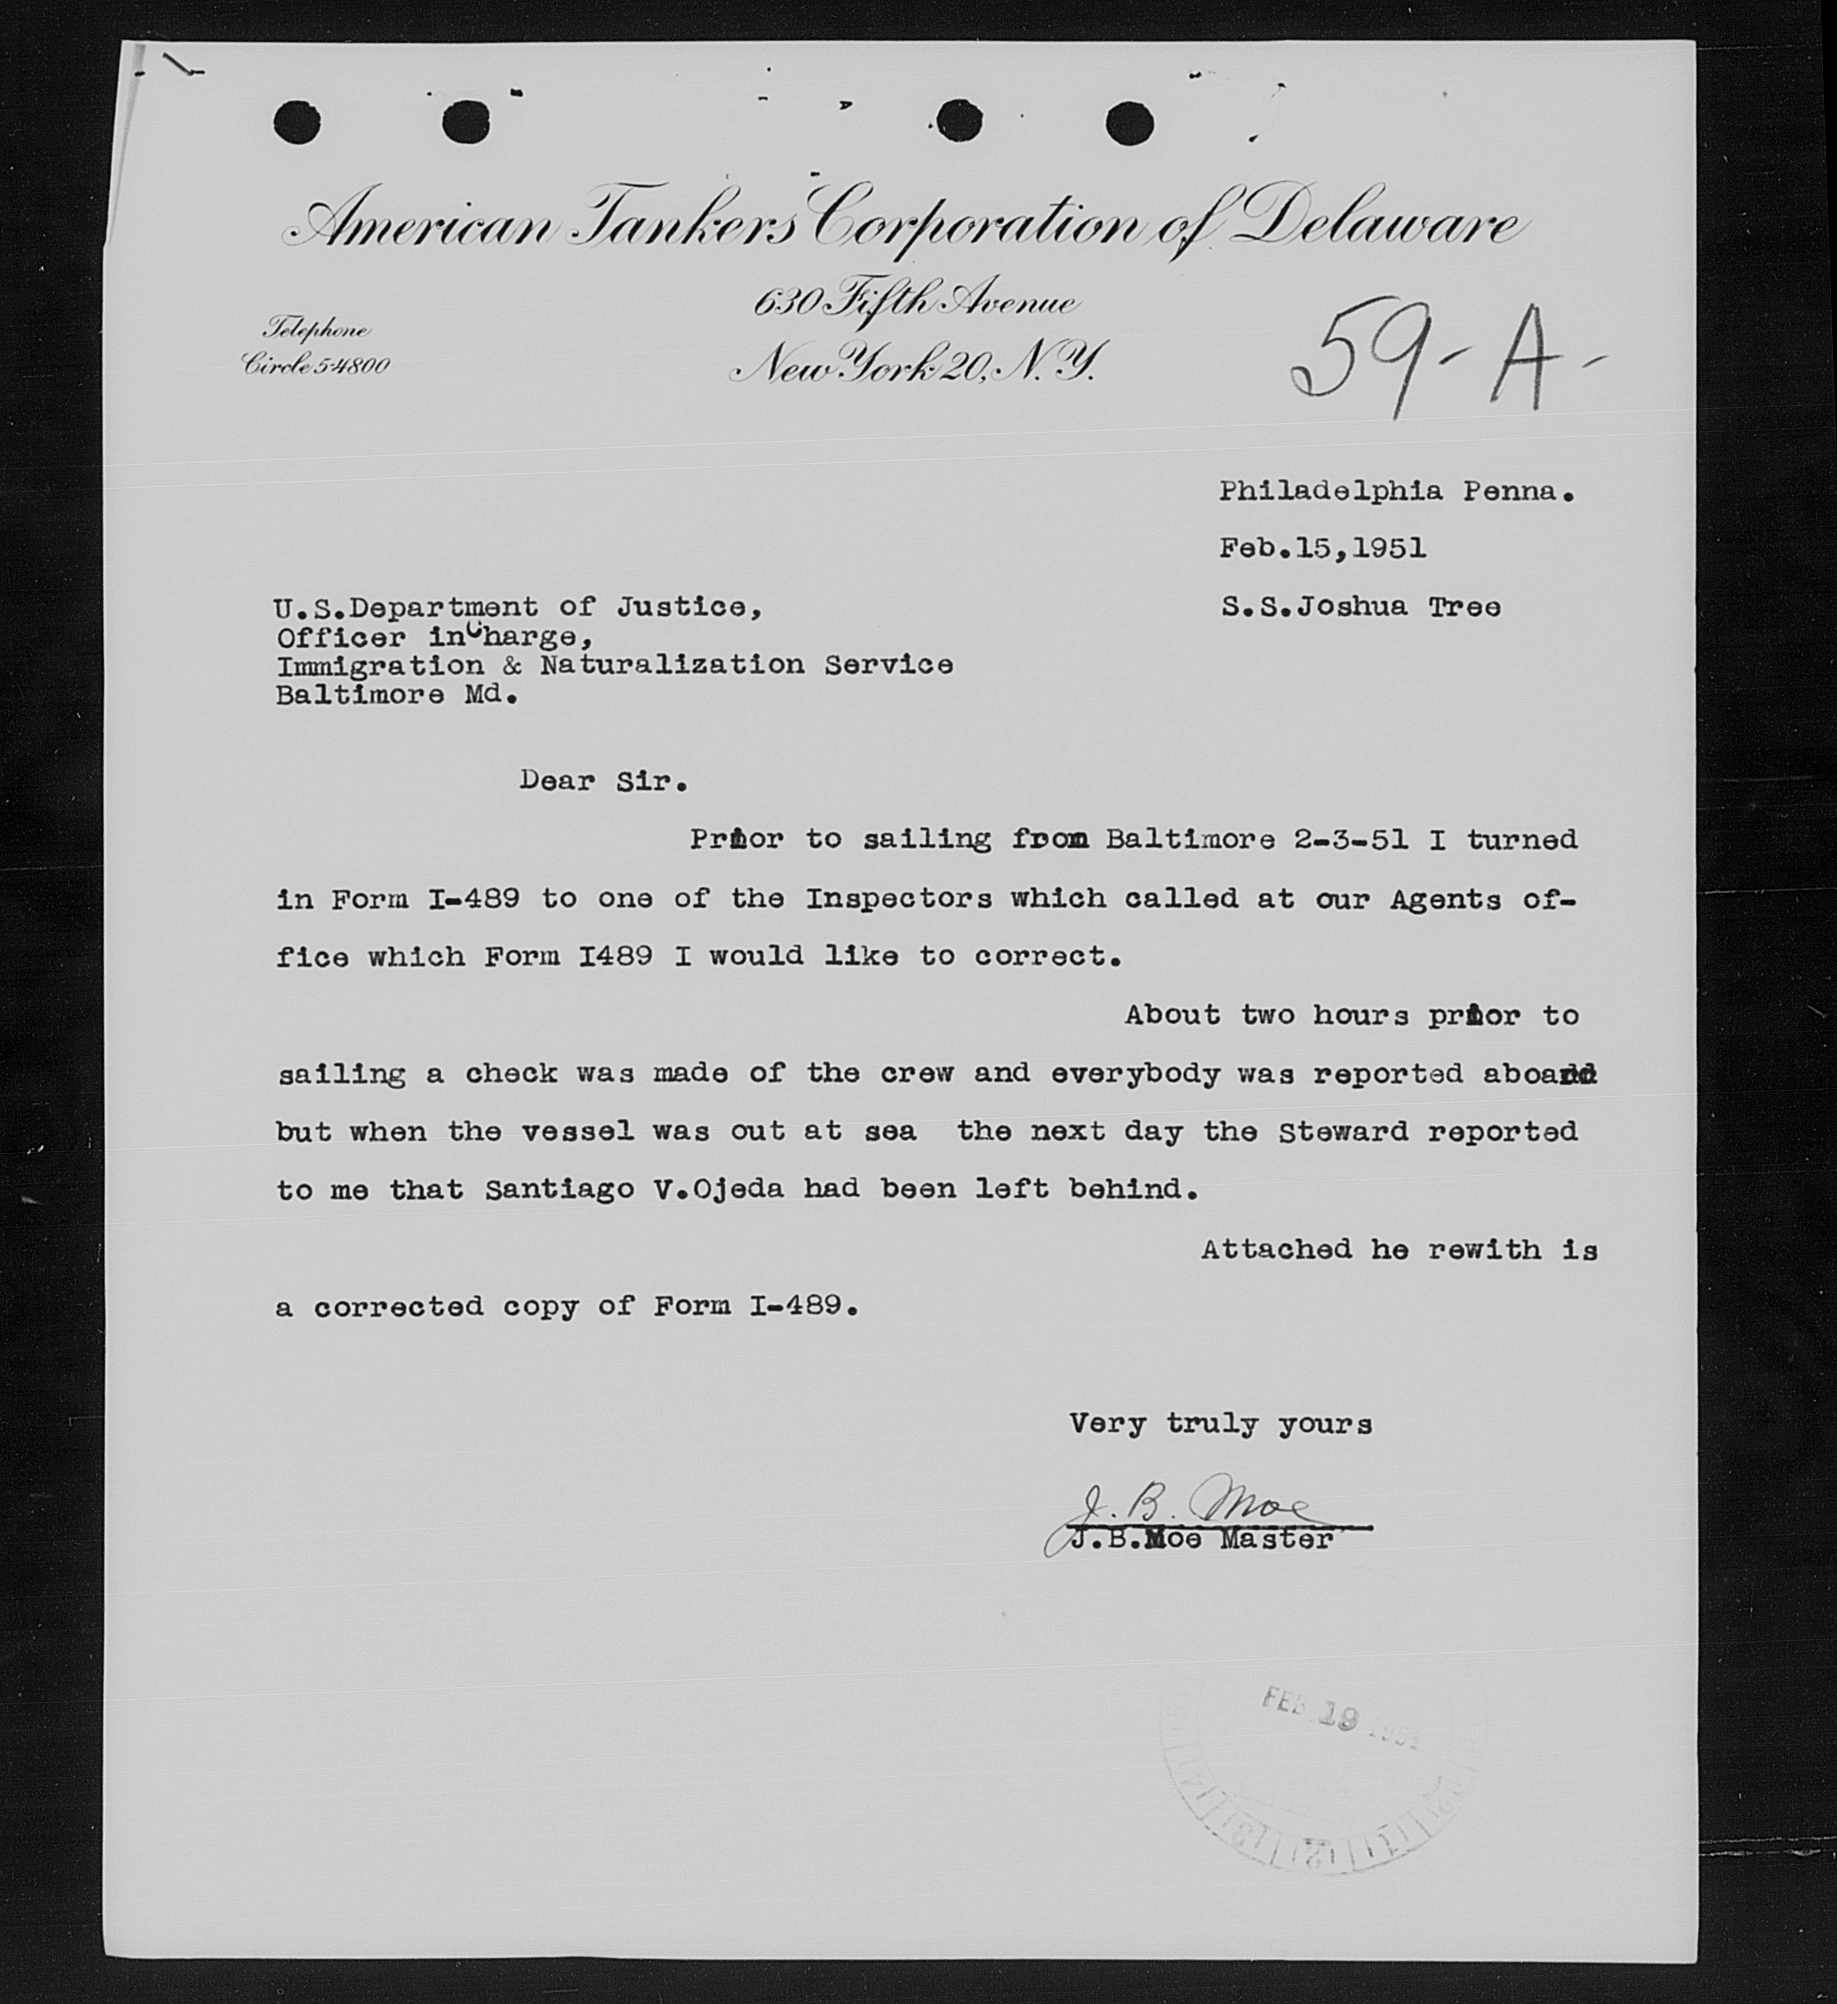 American Tankers Corporation of Delaware
630 Fifth Avenue
New York 20, N. Y.
Telephone
Circle 5-4800
59-A-
Philadelphia Penna.
Feb.15,1951
S.S.Joshua Tree
U.S.Department of Justice,
Officer inCharge,
Immigration & Naturalization Service
Baltimore Md.
Dear Sir.
Prior to sailing from Baltimore 2-3-51 I turned
in Form I-489 to one of the Inspectors which called at our Agents of-
fice which Form I489 I would like to correct.
About two hours prior to
sailing a check was made of the crew and everybody was reported aboard
but when the vessel was out at sea the next day the Steward reported
to me that Santiago V.Ojeda had been left behind.
Attached he rewith is
a corrected copy of Form I-489.
Very truly yours
J. B. Moe
J.B.Moe Master
FEB 19 1951